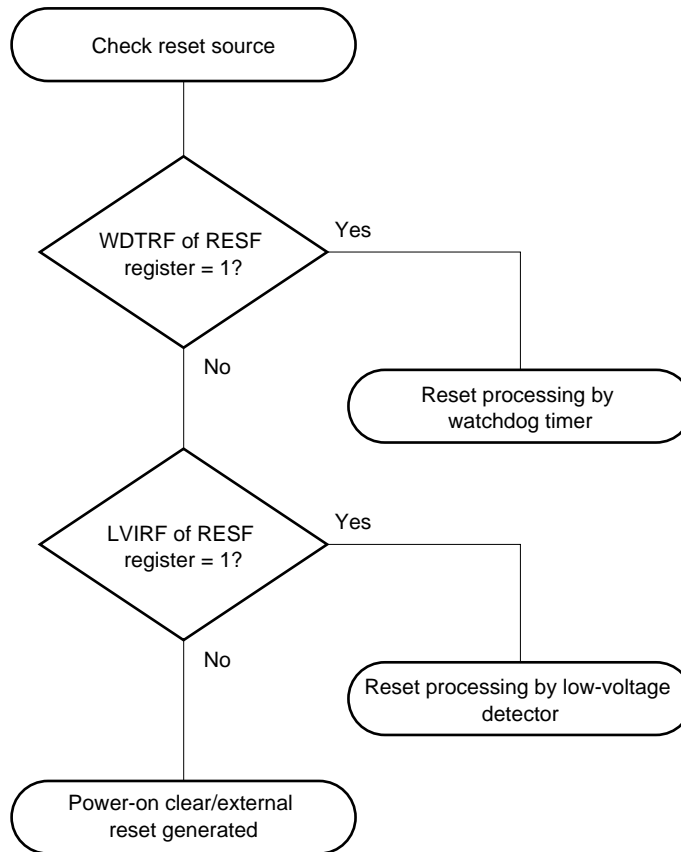 Check reset source
WDTRF of RESF
register = 1?
Yes
No
Reset processing by
watchdog timer
LVIRF of RESF
register = 1?
Yes
No
Reset processing by low-voltage
detector
Power-on clear/external
reset generated